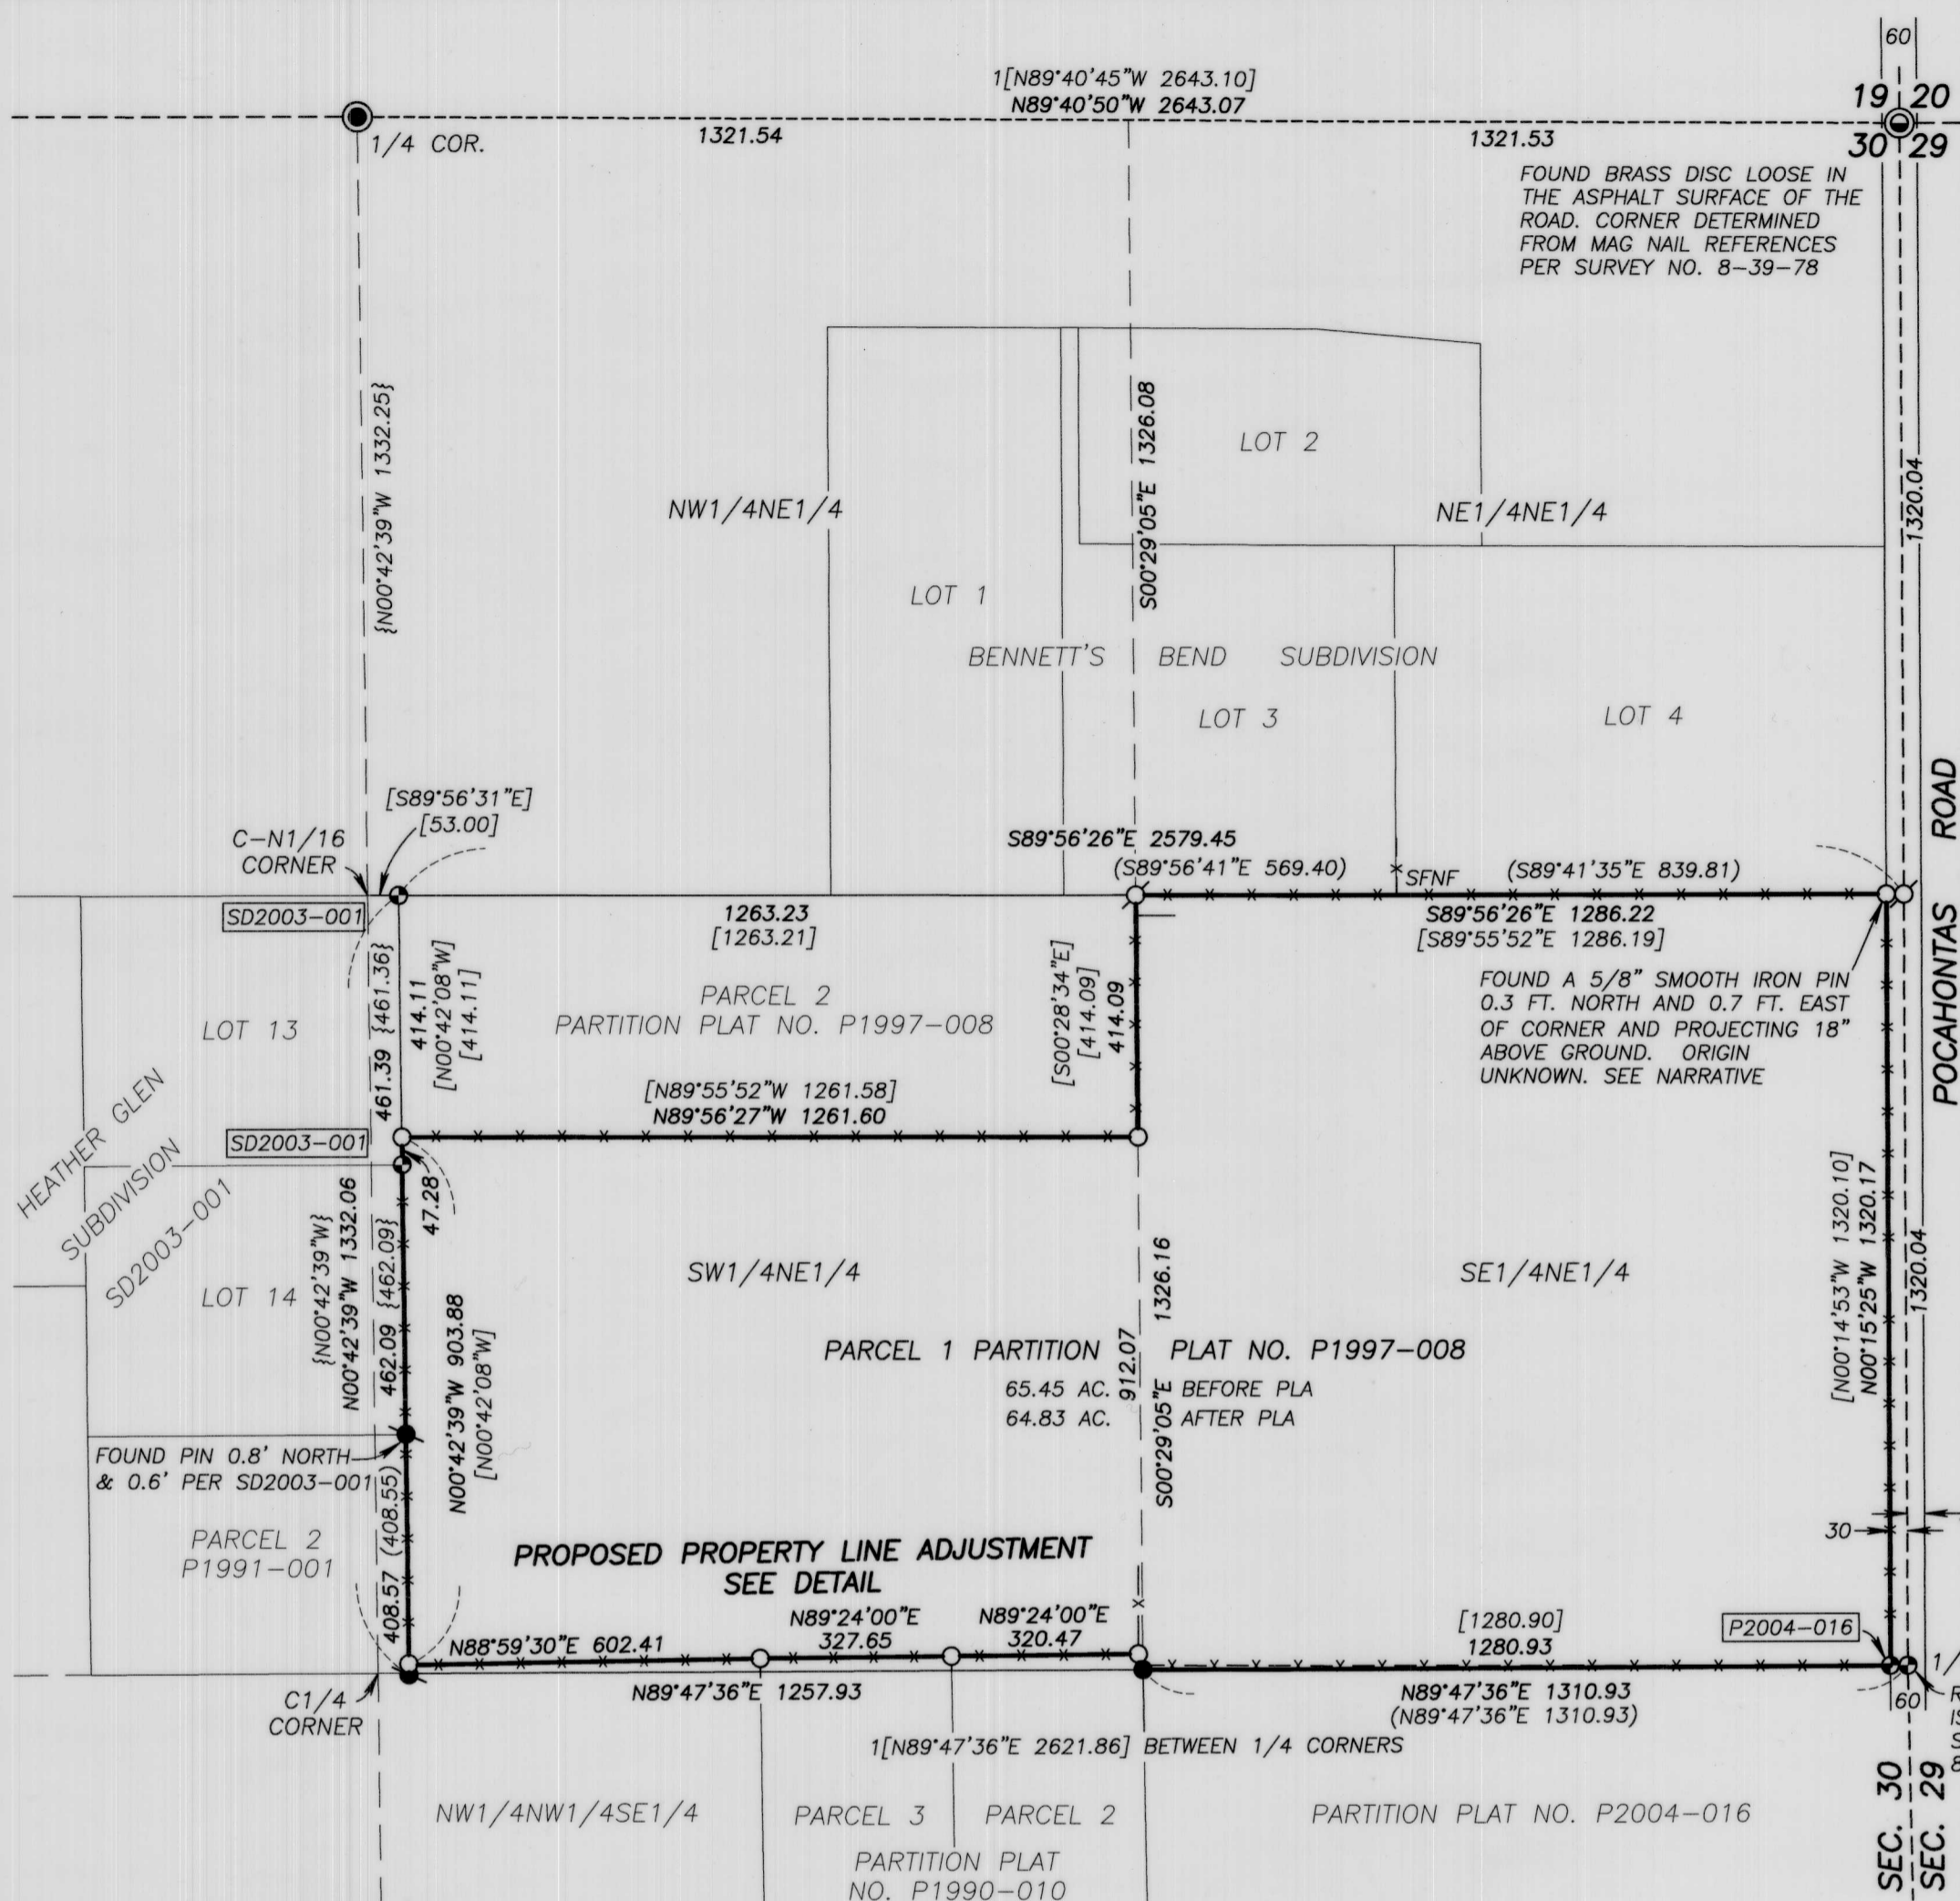 60
1[N89°40'45"W 2643.10]
N89°40'50"W 2643.07
19 20
30 29
1/4 COR.
1321.54
1321.53
FOUND BRASS DISC LOOSE IN
THE ASPHALT SURFACE OF THE
ROAD. CORNER DETERMINED
FROM MAG NAIL REFERENCES
PER SURVEY NO. 8-39-78
{N00°42'39"W 1332.25}
S00°29'05"E 1326.08
LOT 2
1320.04
NW1/4NE1/4
NE1/4NE1/4
LOT 1
BENNETT'S BEND SUBDIVISION
LOT 3
LOT 4
POCAHONTAS ROAD
[S89°56'31"E]
[53.00]
C-N1/16
CORNER
S89°56'26"E 2579.45
(S89°56'41"E 569.40)
SFNF
(S89°41'35"E 839.81)
SD2003-001
1263.23
[1263.21]
S89°56'26"E 1286.22
[S89°55'52"E 1286.19]
461.39 {461.36}
414.11
[N00°42'08"W]
[414.11]
[S00°28'34"E]
[414.09]
414.09
FOUND A 5/8" SMOOTH IRON PIN
0.3 FT. NORTH AND 0.7 FT. EAST
OF CORNER AND PROJECTING 18"
ABOVE GROUND. ORIGIN
UNKNOWN. SEE NARRATIVE
PARCEL 2
PARTITION PLAT NO. P1997-008
LOT 13
[N89°55'52"W 1261.58]
N89°56'27"W 1261.60
SD2003-001
HEATHER GLEN
SUBDIVISION
SD2003-001
47.28
LOT 14
{N00°42'39"W}
N00°42'39"W 1332.06
462.09 {462.09}
SW1/4NE1/4
SE1/4NE1/4
[N00°14'53"W 1320.10]
N00°15'25"W 1320.17
1320.04
N00°42'39"W 903.88
[N00°42'08"W]
912.07
S00°29'05"E 1326.16
PARCEL 1 PARTITION PLAT NO. P1997-008
65.45 AC. BEFORE PLA
64.83 AC. AFTER PLA
FOUND PIN 0.8' NORTH
& 0.6' PER SD2003-001
PARCEL 2
P1991-001
408.57 (408.55)
30
PROPOSED PROPERTY LINE ADJUSTMENT
SEE DETAIL
N88°59'30"E 602.41
N89°24'00"E
327.65
N89°24'00"E
320.47
[1280.90]
1280.93
P2004-016
1/
C1/4
CORNER
N89°47'36"E 1257.93
N89°47'36"E 1310.93
(N89°47'36"E 1310.93)
60
1[N89°47'36"E 2621.86] BETWEEN 1/4 CORNERS
NW1/4NW1/4SE1/4
PARCEL 3
PARCEL 2
PARTITION PLAT NO. P2004-016
PARTITION PLAT
NO. P1990-010
SEC. 30
SEC. 29